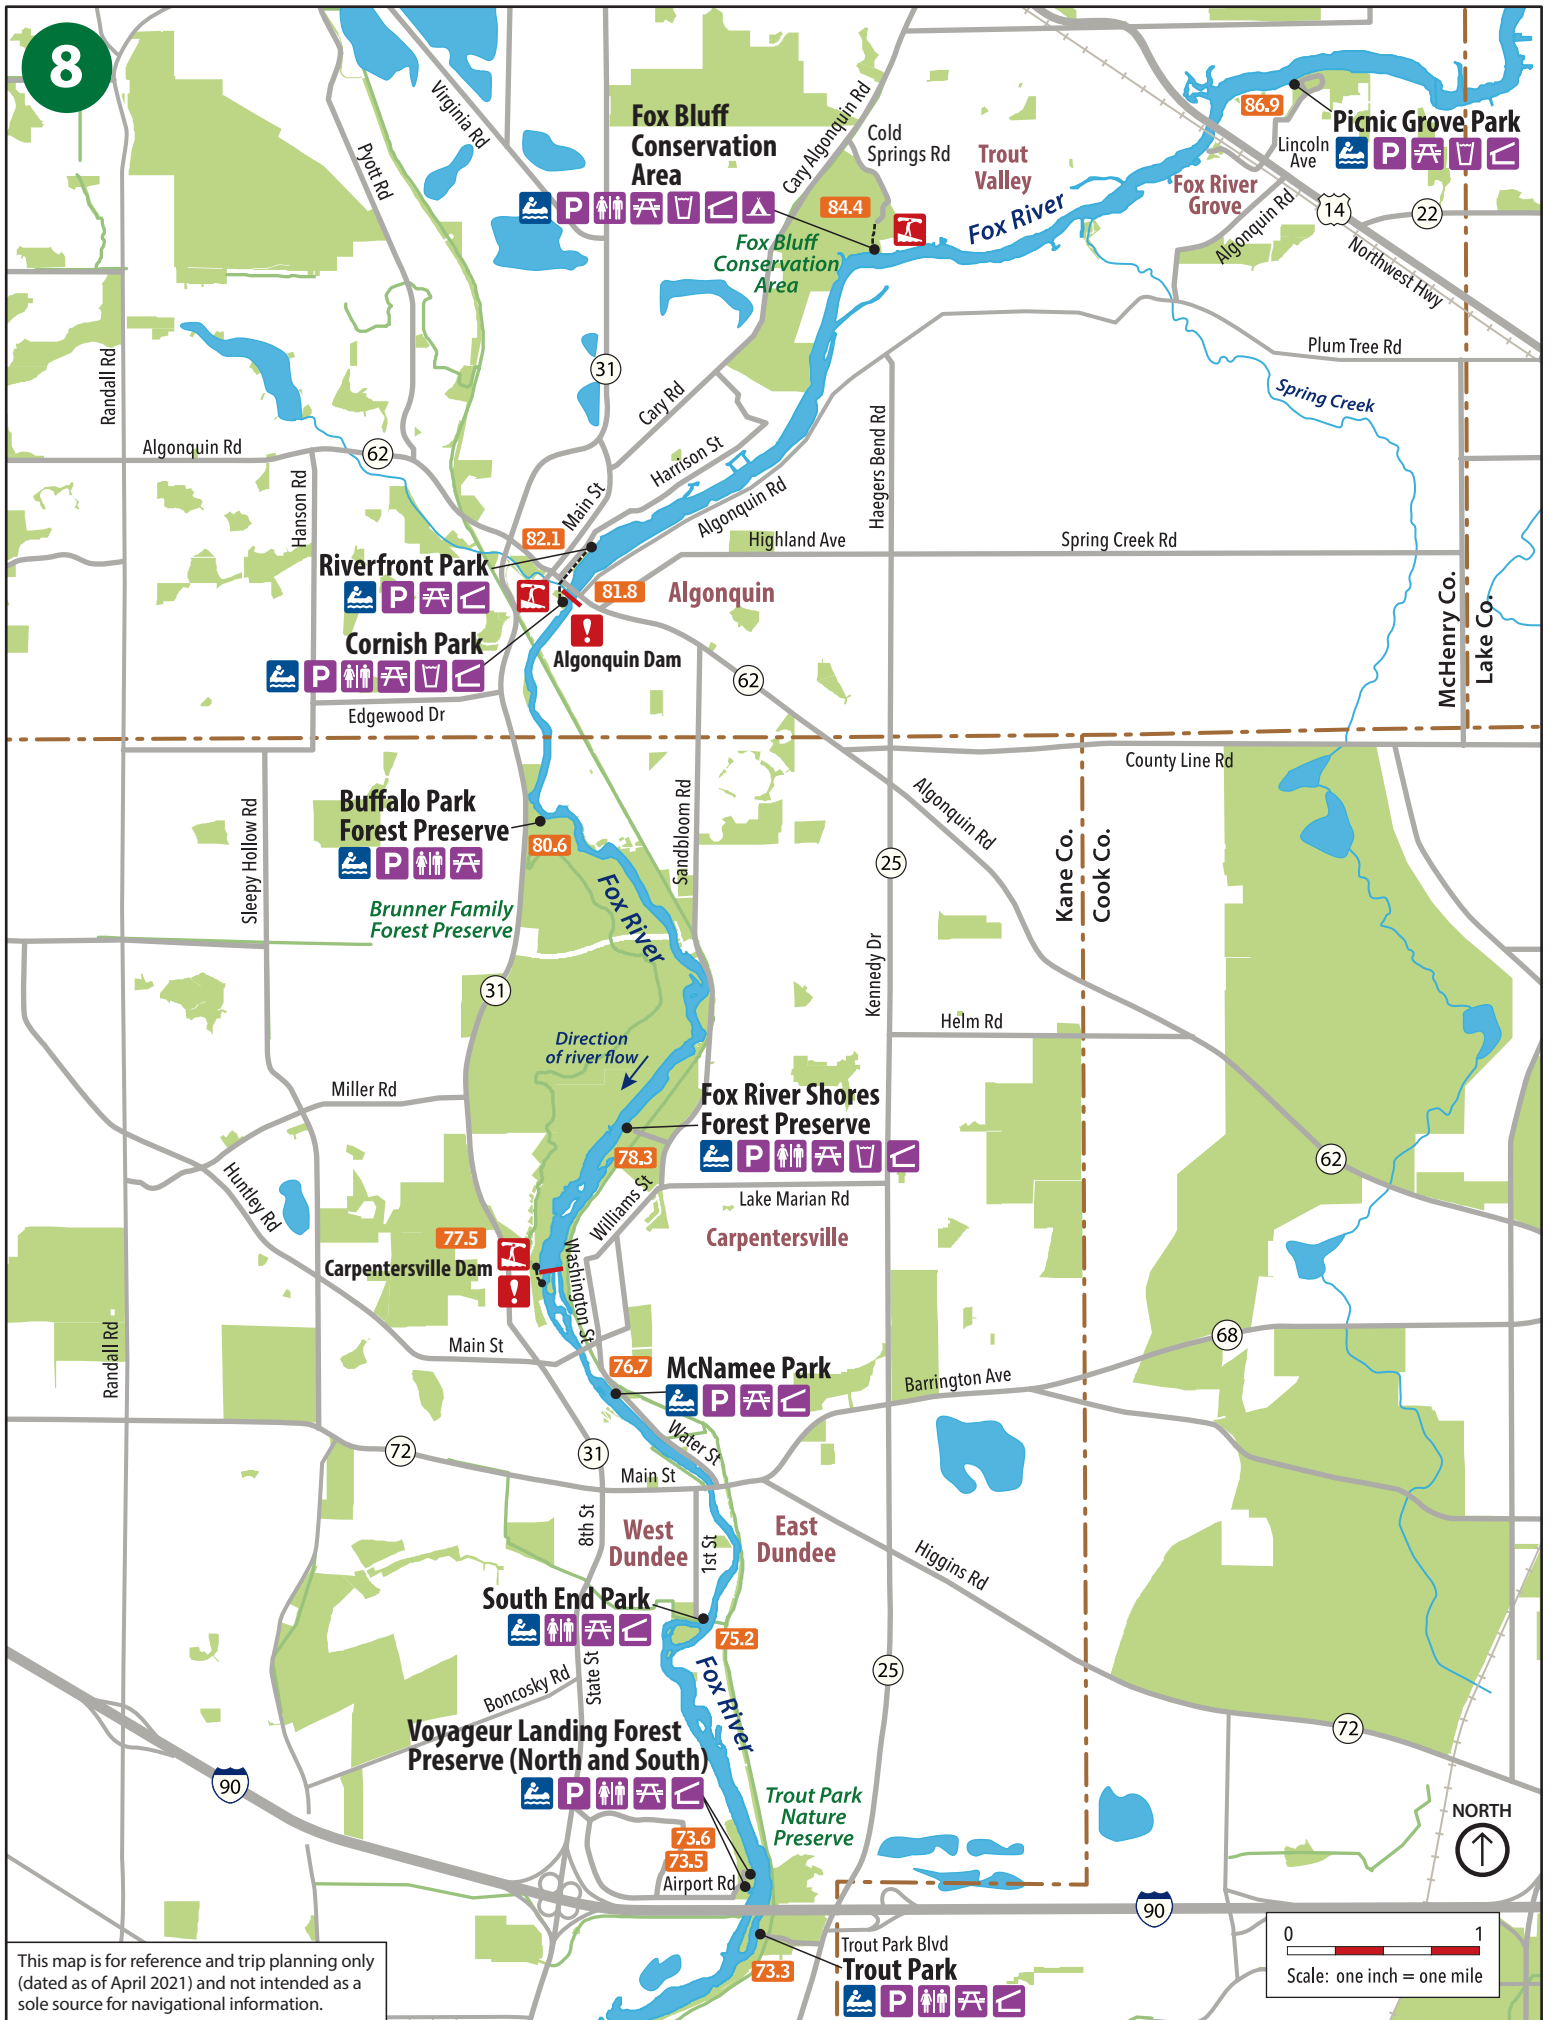 8
Virginia Rd
Pyott Rd
Fox Bluff
Conservation
Area
P
Cary Algonquin Rd
Cold
Springs Rd
Trout
Valley
86.9
Picnic Grove Park
P
Lincoln
Ave
Fox River
Grove
Algonquin Rd
14
22
Northwest Hwy
84.4
Fox River
Fox Bluff
Conservation
Area
Randall Rd
31
Plum Tree Rd
Spring Creek
Cary Rd
Algonquin Rd
62
Harrison St
Haegers Bend Rd
Hanson Rd
Main St
Algonquin Rd
82.1
Highland Ave
Spring Creek Rd
Riverfront Park
P
81.8
Algonquin
McHenry Co.
Lake Co.
Cornish Park
P
!
Algonquin Dam
62
Edgewood Dr
County Line Rd
Sleepy Hollow Rd
Buffalo Park
Forest Preserve
P
80.6
Sandbloom Rd
Algonquin Rd
25
Kane Co.
Cook Co.
Brunner Family
Forest Preserve
Fox River
31
Kennedy Dr
Helm Rd
Direction
of river flow
Miller Rd
Fox River Shores
Forest Preserve
P
78.3
62
Huntley Rd
Williams St
Lake Marian Rd
77.5
Carpentersville
Carpentersville Dam
!
Washington St
Randall Rd
Main St
68
76.7
McNamee Park
P
Barrington Ave
72
31
Water St
Main St
8th St
West
Dundee
1st St
East
Dundee
Higgins Rd
South End Park
75.2
25
State St
Boncosky Rd
Fox River
Voyageur Landing Forest
Preserve (North and South)
P
72
90
Trout Park
Nature
Preserve
NORTH
73.6
73.5
Airport Rd
90
Trout Park Blvd
Trout Park
P
73.3
0 1
Scale: one inch = one mile
This map is for reference and trip planning only
(dated as of April 2021) and not intended as a
sole source for navigational information.